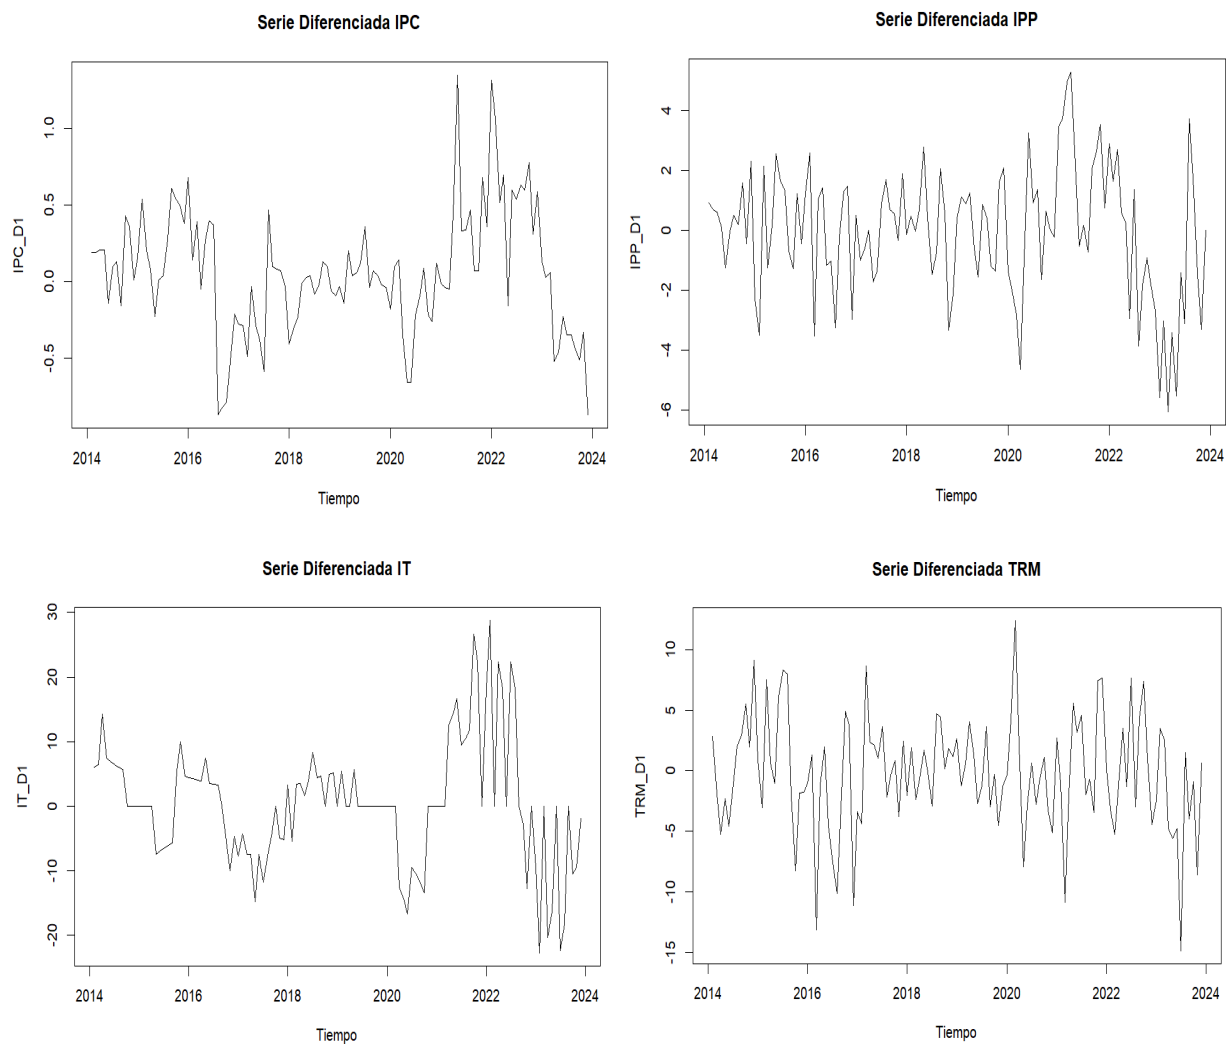 Serie Diferenciada IPC
IPC_D1
1.0
0.5
0.0
-0.5
2014 2016 2018 2020 2022 2024
Tiempo
Serie Diferenciada IPP
IPP_D1
4
2
0
-2
-4
-6
2014 2016 2018 2020 2022 2024
Tiempo
Serie Diferenciada IT
IT_D1
30
20
10
0
-10
-20
2014 2016 2018 2020 2022 2024
Tiempo
Serie Diferenciada TRM
TRM_D1
10
5
0
-5
-10
-15
2014 2016 2018 2020 2022 2024
Tiempo